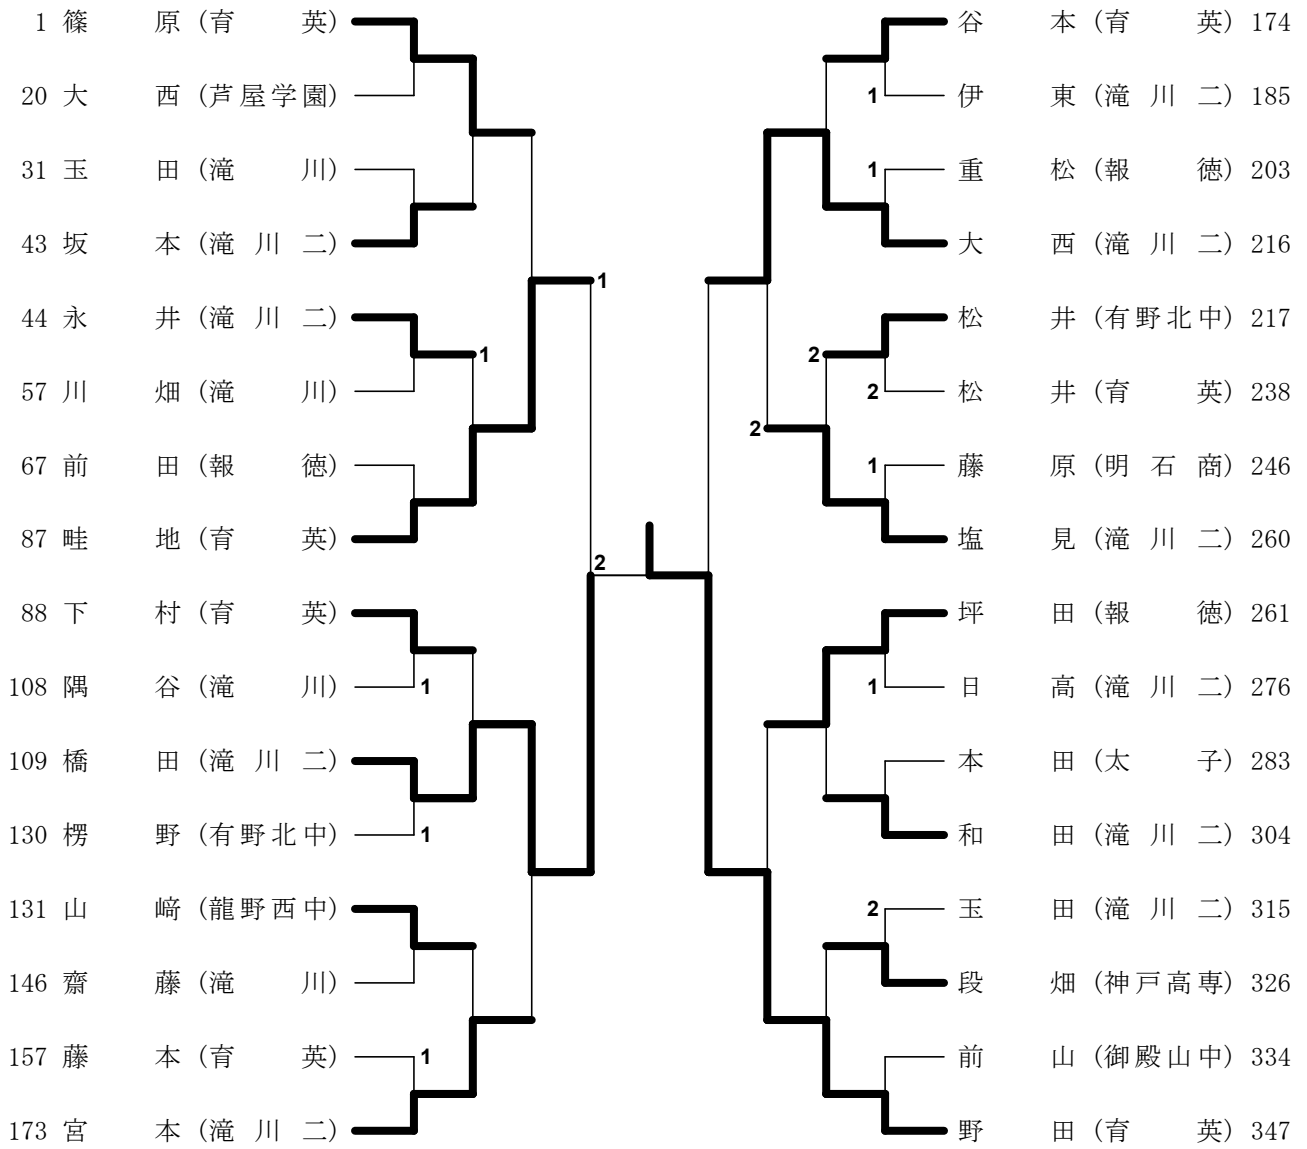 1 篠 原 (育 英)
20 大 西 (芦屋学園)
31 玉 田 (滝 川)
43 坂 本 (滝 川 二)
1
44 永 井 (滝 川 二)
1
57 川 畑 (滝 川)
67 前 田 (報 徳)
87 畦 地 (育 英)
2
88 下 村 (育 英)
108 隅 谷 (滝 川)
1
109 橋 田 (滝 川 二)
130 楞 野 (有野北中)
1
131 山 﨑 (龍野西中)
146 齋 藤 (滝 川)
157 藤 本 (育 英)
1
173 宮 本 (滝 川 二)
谷 本 (育 英) 174
1
伊 東 (滝 川 二) 185
1
重 松 (報 徳) 203
大 西 (滝 川 二) 216
松 井 (有野北中) 217
2
2
松 井 (育 英) 238
2
1
藤 原 (明 石 商) 246
塩 見 (滝 川 二) 260
坪 田 (報 徳) 261
1
日 高 (滝 川 二) 276
本 田 (太 子) 283
和 田 (滝 川 二) 304
2
玉 田 (滝 川 二) 315
段 畑 (神戸高専) 326
前 山 (御殿山中) 334
野 田 (育 英) 347